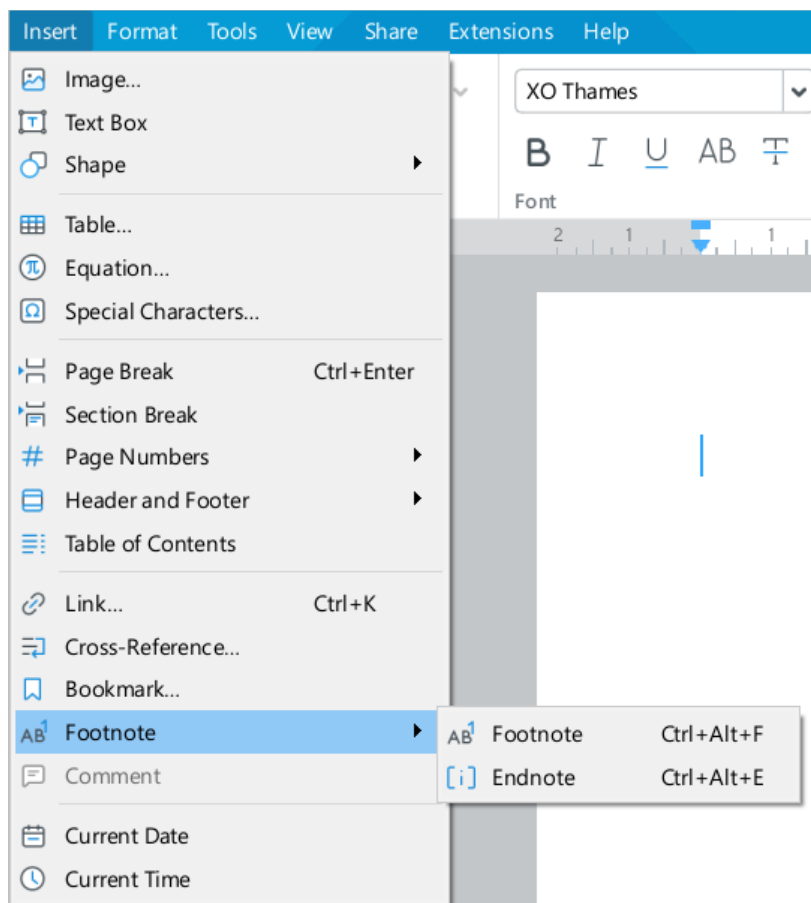 Insert Format Tools View Share Extensions Help
Image...
XO Thames
Text Box
B I U AB T
Shape
Font
Table...
2 1 1
Equation...
Special Characters...
Page Break Ctrl+Enter
Section Break
Page Numbers
Header and Footer
Table of Contents
Link... Ctrl+K
Cross-Reference...
Bookmark...
AB1 Footnote
AB1 Footnote Ctrl+Alt+F
Comment
[i] Endnote Ctrl+Alt+E
Current Date
Current Time